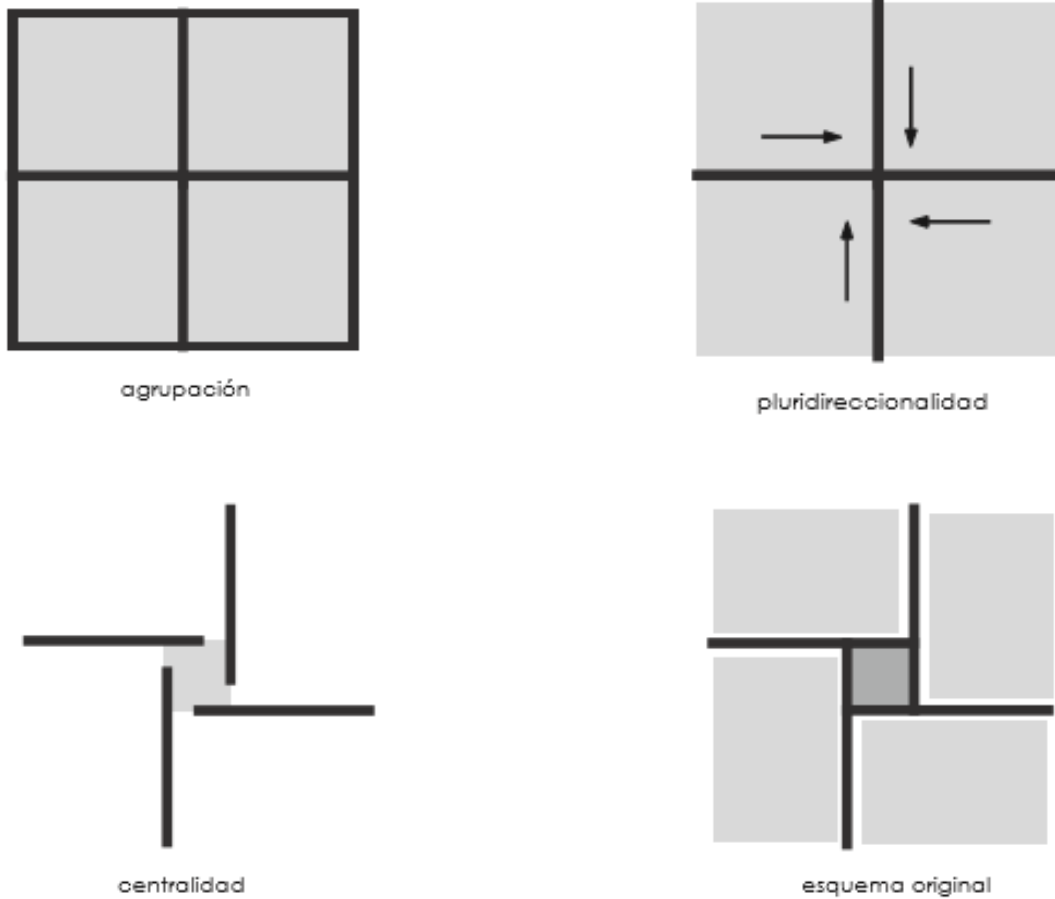 agrupación
pluridireccionalidad
centralidad
esquema original